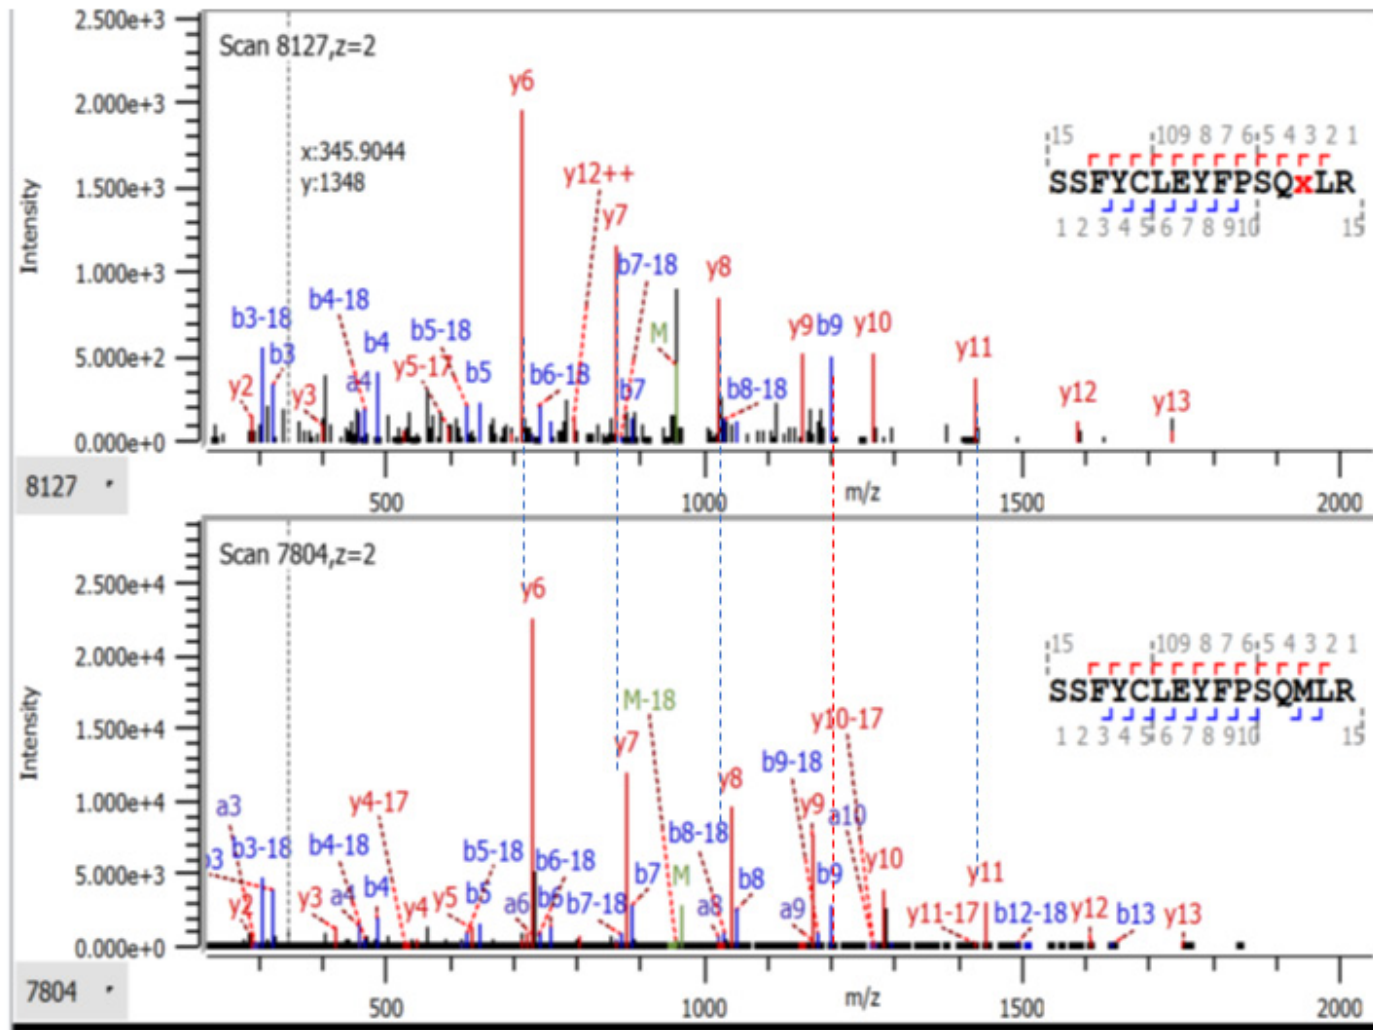 2.500e+3
Scan 8127,z=2
y6
2.000e+3
x:345.9044
y:1348
y12++
15 109 8 7 6 5 4 3 2 1
SSFYCLEYFPSQxLR
1 2 3 4 5 6 7 8 9 10 15
1.500e+3
y7
Intensity
b7-18
y8
1.000e+3
b3-18
b4-18
b5-18
M
y9 b9 y10
b4
y11
b3
5.000e+2
y5-17
a4
b5
b6-18
b7
b8-18
y2
y3
y12
y13
0.000e+0
8127
500
1000
m/z
1500
2000
Scan 7804,z=2
2.500e+4
y6
15 109 8 7 6 5 4 3 2 1
SSFYCLEYFPSQMLR
1 2 3 4 5 6 7 8 9 10 15
2.000e+4
M-18
y10-17
Intensity
1.500e+4
y7
b9-18
y8
1.000e+4
a3
y4-17
y9
a10
b3
b3-18
b4-18
b5-18
b6-18
b8-18
y10
y11
5.000e+3
b4
M
b7
b8
b9
y2
y3
a4
y4
y5
b5
a6
b6
b7-18
a8
a9
y11-17
b12-18
y12
b13
y13
0.000e+0
7804
500
1000
m/z
1500
2000